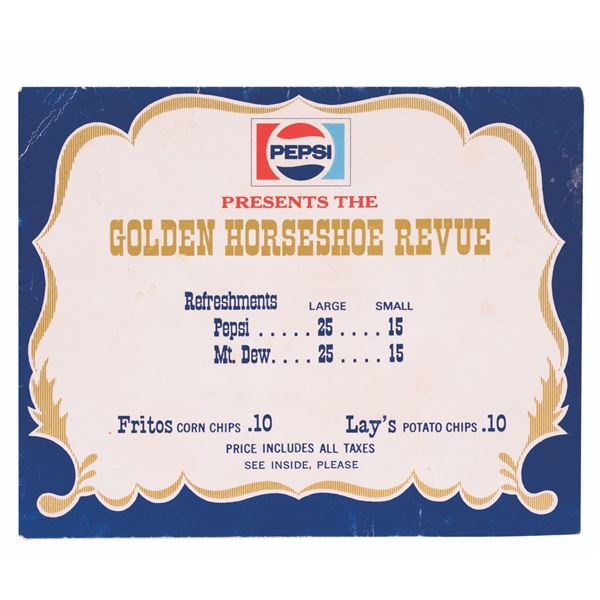 PEPSI
PRESENTS THE
GOLDEN HORSESHOE REVUE
Refreshments LARGE SMALL
Pepsi ..... 25 .... 15
Mt. Dew.... 25 .... 15
Fritos CORN CHIPS .10 Lay's POTATO CHIPS .10
PRICE INCLUDES ALL TAXES
SEE INSIDE, PLEASE